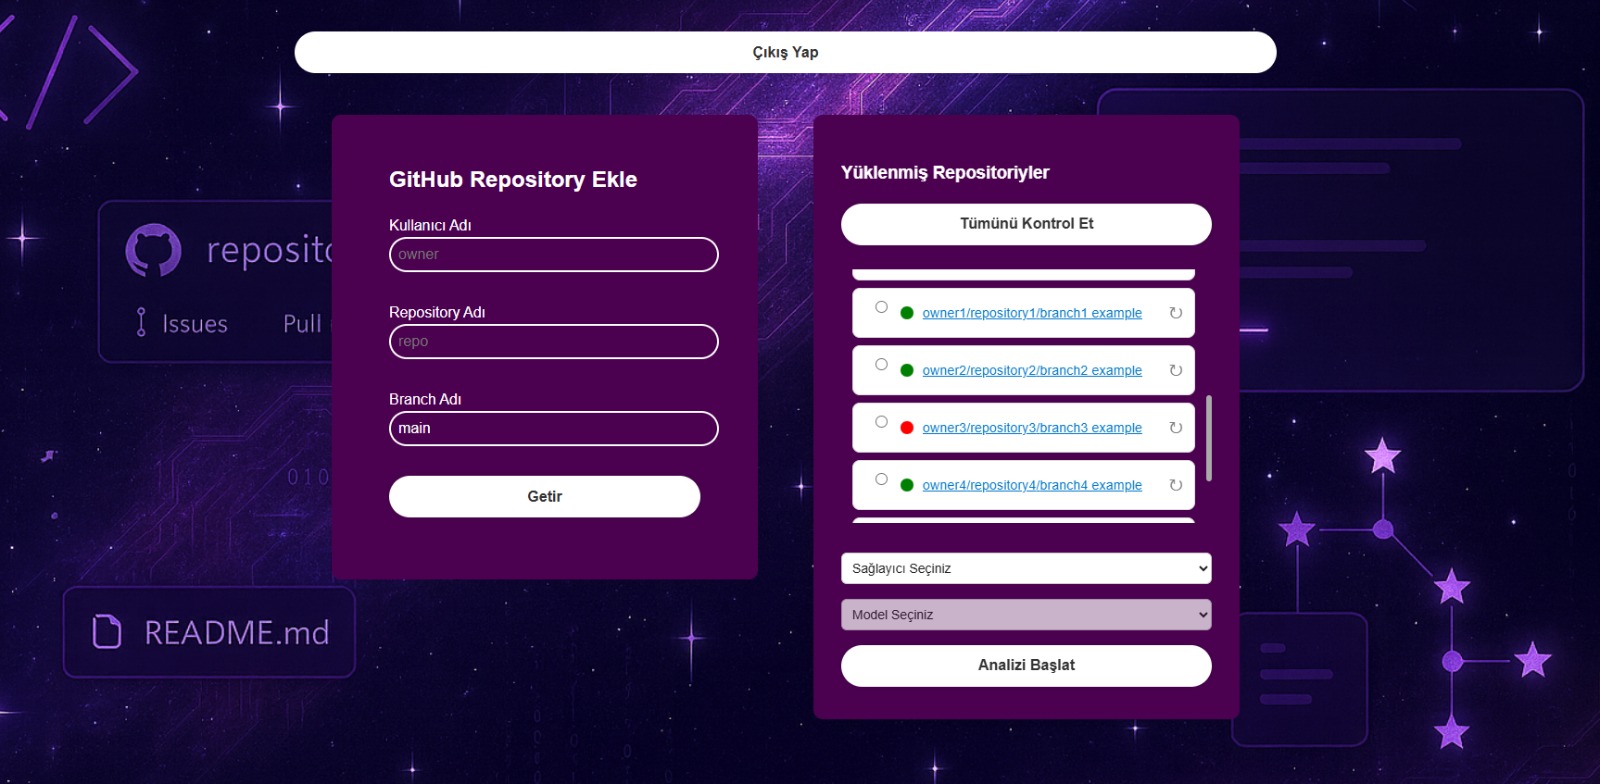 Çıkış Yap
GitHub Repository Ekle
Kullanıcı Adı
owner
Repository Adı
repo
Branch Adı
main
Getir
Yüklenmiş Repositoriyler
Tümünü Kontrol Et
owner1/repository1/branch1 example
owner2/repository2/branch2 example
owner3/repository3/branch3 example
owner4/repository4/branch4 example
Sağlayıcı Seçiniz
Model Seçiniz
Analizi Başlat
</>
reposito
Issues Pull
010
README.md